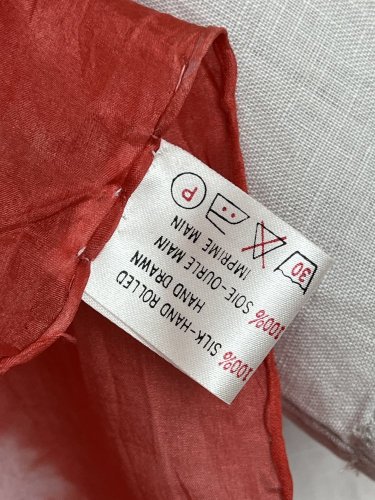 100% SILK-HAND ROLLED
HAND DRAWN
100% SOIE-OURLE MAIN
IMPRIME MAIN
30
P